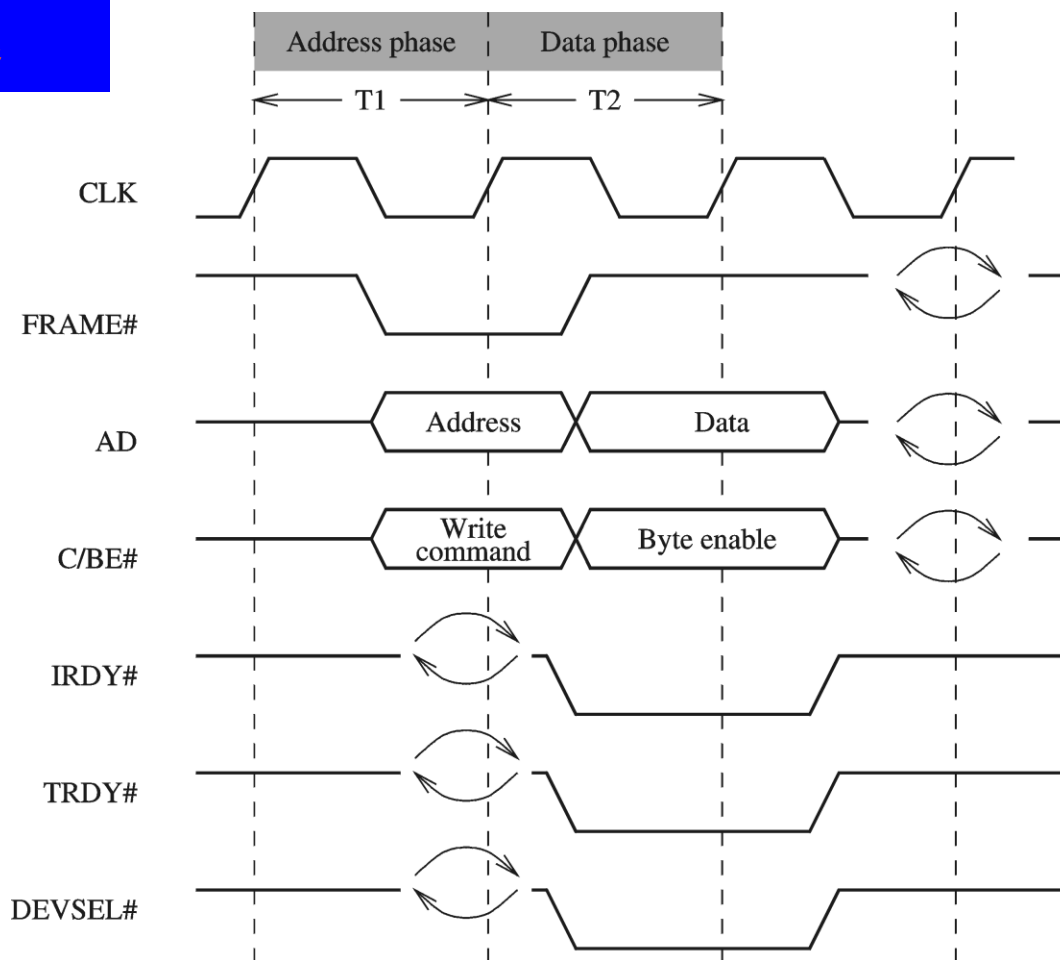 Address phase
Data phase
T1
T2
CLK
FRAME#
AD
Address
Data
C/BE#
Write
command
Byte enable
IRDY#
TRDY#
DEVSEL#